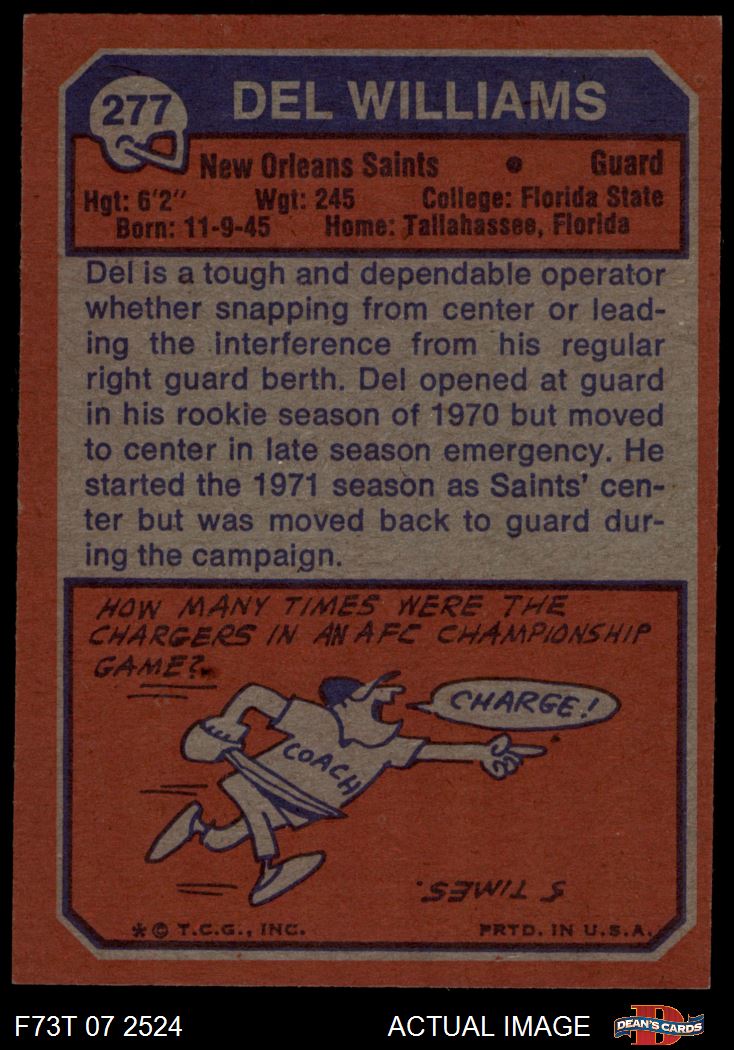 277
DEL WILLIAMS
New Orleans Saints • Guard
Hgt: 6'2" Wgt: 245 College: Florida State
Born: 11-9-45 Home: Tallahassee, Florida
Del is a tough and dependable operator
whether snapping from center or lead-
ing the interference from his regular
right guard berth. Del opened at guard
in his rookie season of 1970 but moved
to center in late season emergency. He
started the 1971 season as Saints' cen-
ter but was moved back to guard dur-
ing the campaign.
HOW MANY TIMES WERE THE
CHARGERS IN AN AFC CHAMPIONSHIP
GAME?
CHARGE!
COACH
5 TIMES.
* © T.C.G., INC. PRTD. IN U.S.A.
F73T 07 2524 ACTUAL IMAGE
D
DEAN'S CARDS